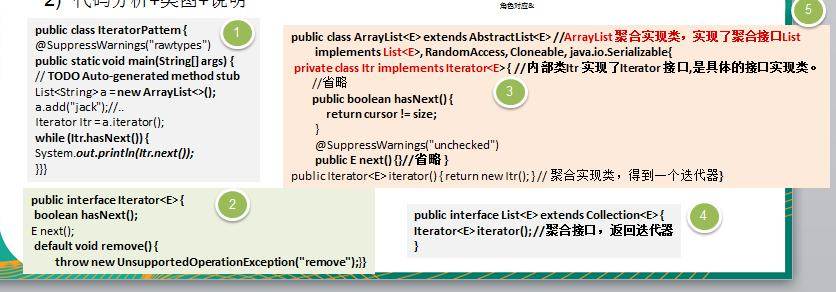 2) 代码分析+类图+说明
角色对应&
5
1
public class IteratorPattem {
@SuppressWarnings("rawtypes")
public static void main(String[] args) {
// TODO Auto-generated method stub
List<String> a = new ArrayList<>();
a.add("jack");//..
Iterator Itr = a.iterator();
while (Itr.hasNext()) {
System.out.println(Itr.next());
}}}
public class ArrayList<E> extends AbstractList<E> //ArrayList 聚合实现类，实现了聚合接口List
implements List<E>, RandomAccess, Cloneable, java.io.Serializable{
private class Itr implements Iterator<E> { //内部类Itr 实现了Iterator 接口,是具体的接口实现类。
//省略
3
public boolean hasNext() {
return cursor != size;
}
@SuppressWarnings("unchecked")
public E next() {}//省略 }
public Iterator<E> iterator() { return new Itr(); } // 聚合实现类，得到一个迭代器}
2
public interface Iterator<E> {
boolean hasNext();
E next();
default void remove() {
throw new UnsupportedOperationException("remove");}}
4
public interface List<E> extends Collection<E> {
Iterator<E> iterator();//聚合接口，返回迭代器
}